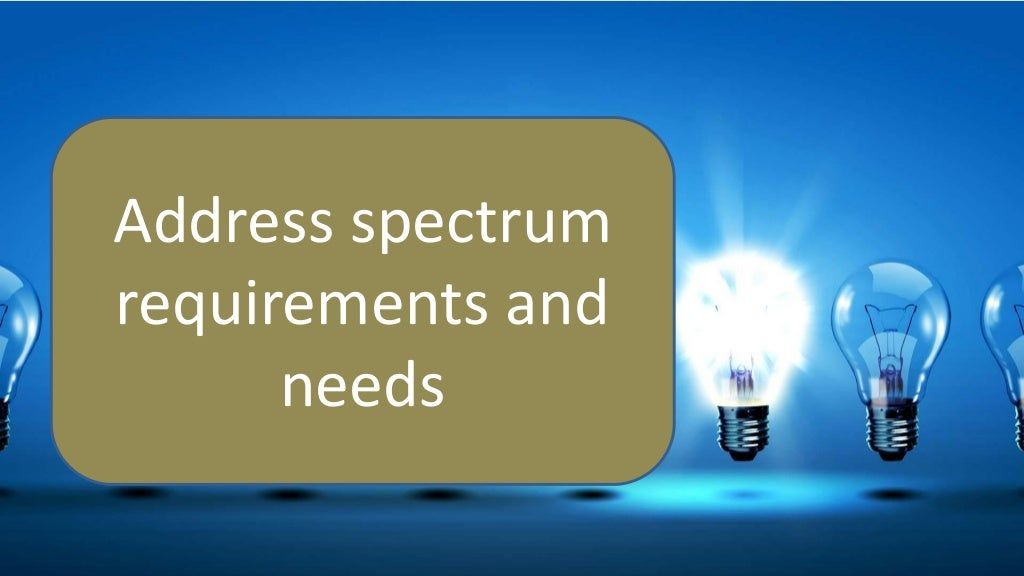 Address spectrum
requirements and
needs